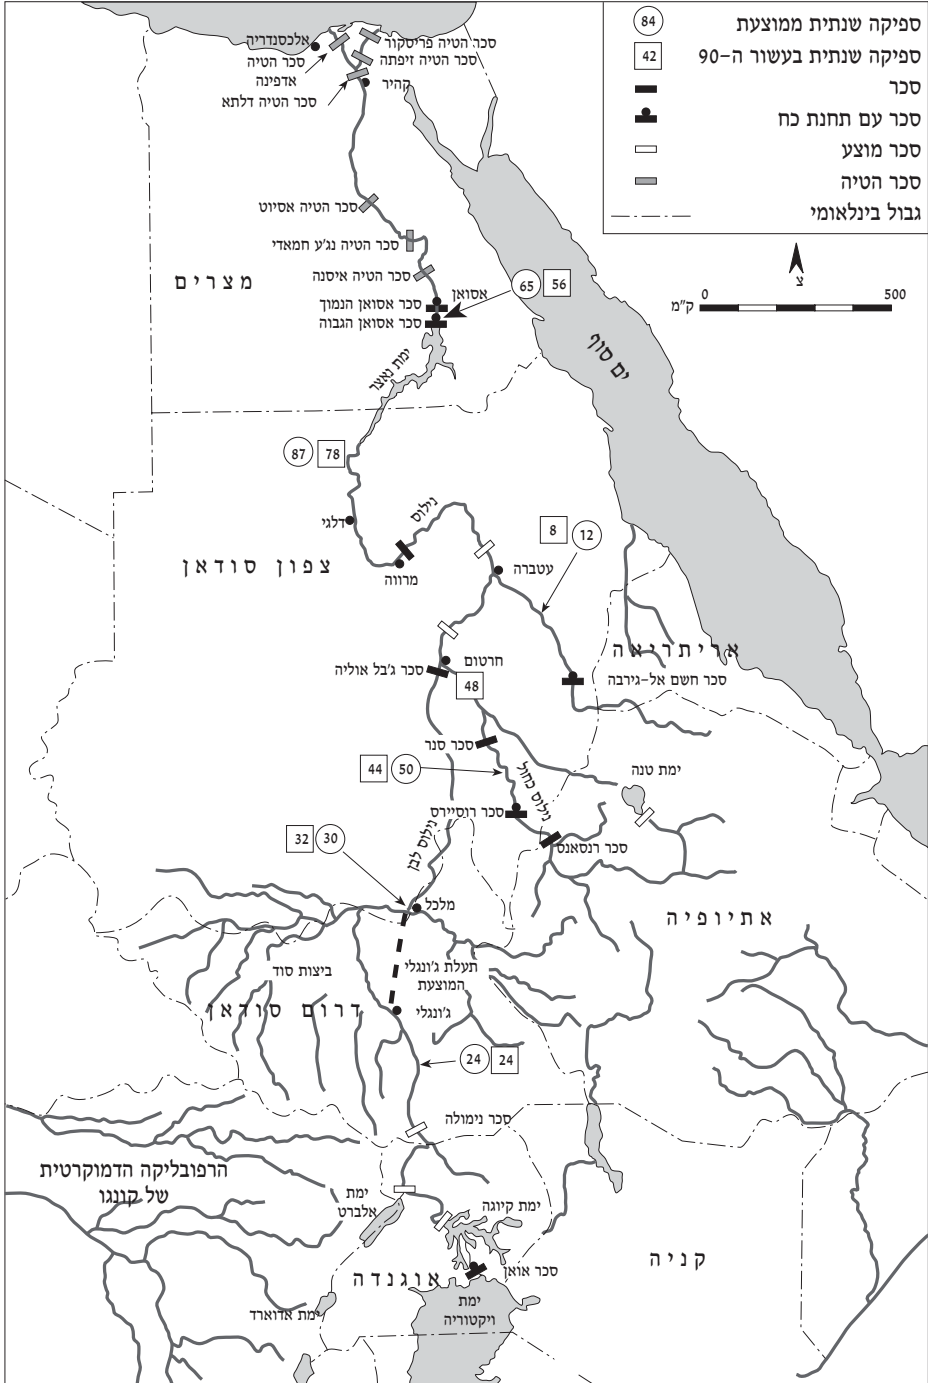 ספיקה שנתית ממוצעת
84
ספיקה שנתית בעשור ה-90
42
סכר
סכר עם תחנת כח
סכר מוצע
סכר הטיה
גבול בינלאומי
צ
ק"מ
0
500
אלכסנדריה
סכר הטיה פריסקור
סכר הטיה זיפתה
סכר הטיה
אדפינה
קהיר
סכר הטיה דלתא
סכר הטיה אסיוט
סכר הטיה נג'ע חמאדי
סכר הטיה איסנה
מצרים
אסואן
65
56
סכר אסואן הנמוך
סכר אסואן הגבוה
ים סוף
ימת נאצר
87
78
דלגי
נילוס
8
12
צפון סודאן
מרווה
עטברה
אריתריאה
חרטום
סכר ג'בל אוליה
סכר חשם אל-גירבה
48
סכר סנר
44
50
נילוס כחול
ימת טנה
סכר רוסיירס
סכר רנסאנס
32
30
נילוס לבן
מלכל
אתיופיה
ביצות סוד
תעלת ג'ונגלי
המוצעת
דרום סודאן
ג'ונגלי
24
24
סכר נימולה
הרפובליקה הדמוקרטית
של קונגו
ימת
אלברט
ימת קיוגה
קניה
סכר אואן
אוגנדה
ימת
ויקטוריה
ימת אדוארד